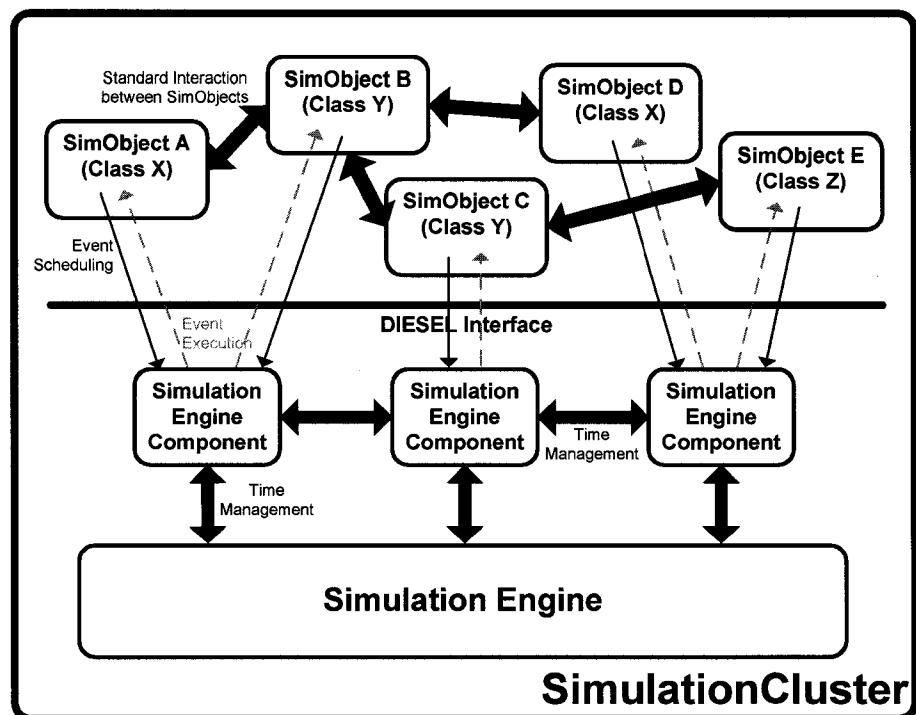 Standard Interaction
between SimObjects
SimObject B
(Class Y)
SimObject D
(Class X)
SimObject A
(Class X)
SimObject E
(Class Z)
SimObject C
(Class Y)
Event
Scheduling
DIESEL Interface
Event
Execution
Simulation
Engine
Component
Simulation
Engine
Component
Simulation
Engine
Component
Time
Management
Time
Management
Simulation Engine
SimulationCluster